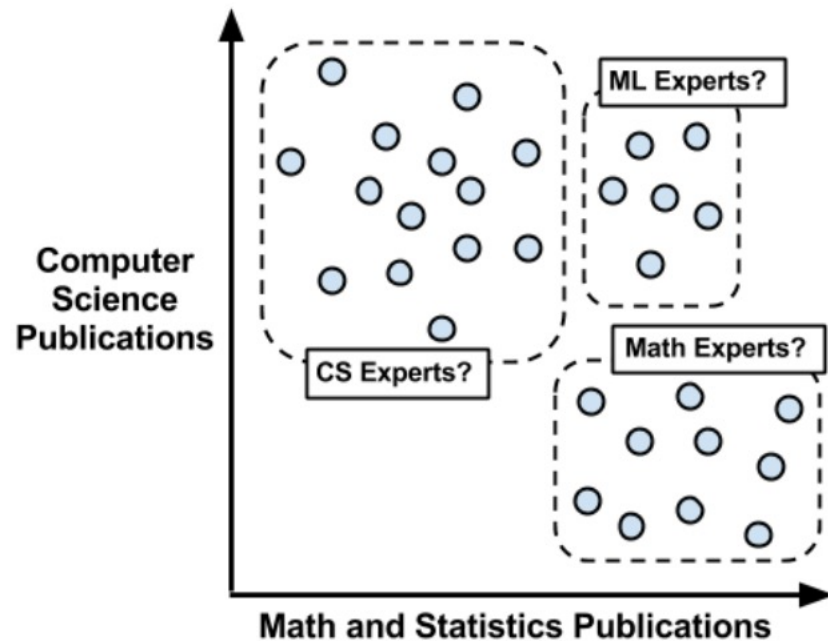 ML Experts?
Computer
Science
Publications
Math Experts?
CS Experts?
Math and Statistics Publications